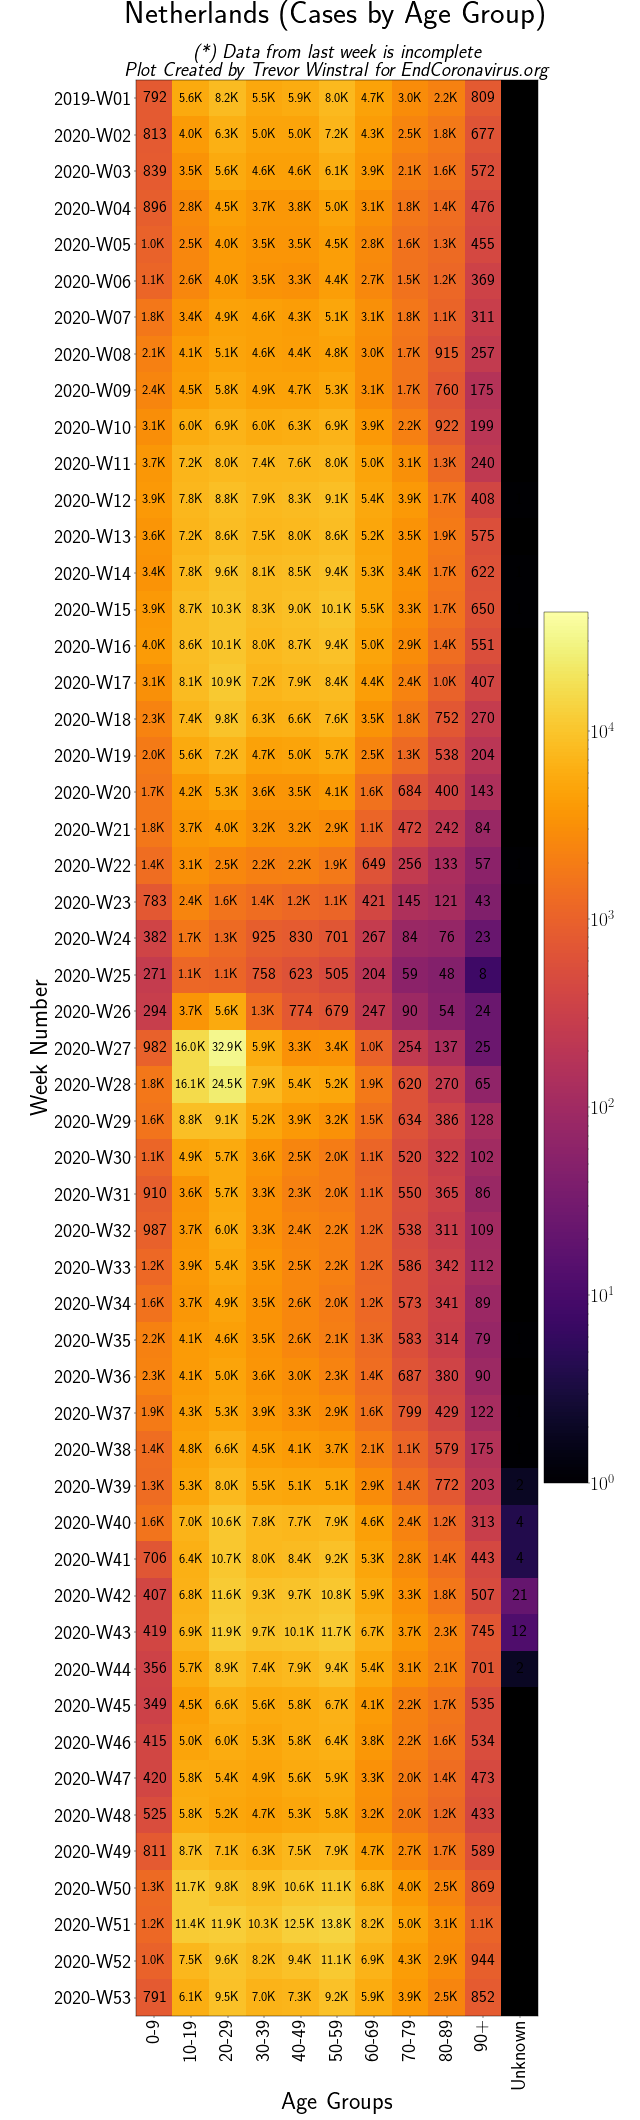 Netherlands (Cases by Age Group)
(*) Data from last week is incomplete
Plot Created by Trevor Winstral for EndCoronavirus.org
2019-W01 792 5.6K 8.2K 5.5K 5.9K 8.0K 4.7K 3.0K 2.2K 809
2020-W02 813 4.0K 6.3K 5.0K 5.0K 7.2K 4.3K 2.5K 1.8K 677
2020-W03 839 3.5K 5.6K 4.6K 4.6K 6.1K 3.9K 2.1K 1.6K 572
2020-W04 896 2.8K 4.5K 3.7K 3.8K 5.0K 3.1K 1.8K 1.4K 476
2020-W05 1.0K 2.5K 4.0K 3.5K 3.5K 4.5K 2.8K 1.6K 1.3K 455
2020-W06 1.1K 2.6K 4.0K 3.5K 3.3K 4.4K 2.7K 1.5K 1.2K 369
2020-W07 1.8K 3.4K 4.9K 4.6K 4.3K 5.1K 3.1K 1.8K 1.1K 311
2020-W08 2.1K 4.1K 5.1K 4.6K 4.4K 4.8K 3.0K 1.7K 915 257
2020-W09 2.4K 4.5K 5.8K 4.9K 4.7K 5.3K 3.1K 1.7K 760 175
2020-W10 3.1K 6.0K 6.9K 6.0K 6.3K 6.9K 3.9K 2.2K 922 199
2020-W11 3.7K 7.2K 8.0K 7.4K 7.6K 8.0K 5.0K 3.1K 1.3K 240
2020-W12 3.9K 7.8K 8.8K 7.9K 8.3K 9.1K 5.4K 3.9K 1.7K 408
2020-W13 3.6K 7.2K 8.6K 7.5K 8.0K 8.6K 5.2K 3.5K 1.9K 575
2020-W14 3.4K 7.8K 9.6K 8.1K 8.5K 9.4K 5.3K 3.4K 1.7K 622
2020-W15 3.9K 8.7K 10.3K 8.3K 9.0K 10.1K 5.5K 3.3K 1.7K 650
2020-W16 4.0K 8.6K 10.1K 8.0K 8.7K 9.4K 5.0K 2.9K 1.4K 551
2020-W17 3.1K 8.1K 10.9K 7.2K 7.9K 8.4K 4.4K 2.4K 1.0K 407
2020-W18 2.3K 7.4K 9.8K 6.3K 6.6K 7.6K 3.5K 1.8K 752 270
2020-W19 2.0K 5.6K 7.2K 4.7K 5.0K 5.7K 2.5K 1.3K 538 204
2020-W20 1.7K 4.2K 5.3K 3.6K 3.5K 4.1K 1.6K 684 400 143
2020-W21 1.8K 3.7K 4.0K 3.2K 3.2K 2.9K 1.1K 472 242 84
2020-W22 1.4K 3.1K 2.5K 2.2K 2.2K 1.9K 649 256 133 57
2020-W23 783 2.4K 1.6K 1.4K 1.2K 1.1K 421 145 121 43
2020-W24 382 1.7K 1.3K 925 830 701 267 84 76 23
2020-W25 271 1.1K 1.1K 758 623 505 204 59 48 8
2020-W26 294 3.7K 5.6K 1.3K 774 679 247 90 54 24
2020-W27 982 16.0K 32.9K 5.9K 3.3K 3.4K 1.0K 254 137 25
2020-W28 1.8K 16.1K 24.5K 7.9K 5.4K 5.2K 1.9K 620 270 65
2020-W29 1.6K 8.8K 9.1K 5.2K 3.9K 3.2K 1.5K 634 386 128
2020-W30 1.1K 4.9K 5.7K 3.6K 2.5K 2.0K 1.1K 520 322 102
2020-W31 910 3.6K 5.7K 3.3K 2.3K 2.0K 1.1K 550 365 86
2020-W32 987 3.7K 6.0K 3.3K 2.4K 2.2K 1.2K 538 311 109
2020-W33 1.2K 3.9K 5.4K 3.5K 2.5K 2.2K 1.2K 586 342 112
2020-W34 1.6K 3.7K 4.9K 3.5K 2.6K 2.0K 1.2K 573 341 89
2020-W35 2.2K 4.1K 4.6K 3.5K 2.6K 2.1K 1.3K 583 314 79
2020-W36 2.3K 4.1K 5.0K 3.6K 3.0K 2.3K 1.4K 687 380 90
2020-W37 1.9K 4.3K 5.3K 3.9K 3.3K 2.9K 1.6K 799 429 122
2020-W38 1.4K 4.8K 6.6K 4.5K 4.1K 3.7K 2.1K 1.1K 579 175
2020-W39 1.3K 5.3K 8.0K 5.5K 5.1K 5.1K 2.9K 1.4K 772 203 2
2020-W40 1.6K 7.0K 10.6K 7.8K 7.7K 7.9K 4.6K 2.4K 1.2K 313 4
2020-W41 706 6.4K 10.7K 8.0K 8.4K 9.2K 5.3K 2.8K 1.4K 443 4
2020-W42 407 6.8K 11.6K 9.3K 9.7K 10.8K 5.9K 3.3K 1.8K 507 21
2020-W43 419 6.9K 11.9K 9.7K 10.1K 11.7K 6.7K 3.7K 2.3K 745 12
2020-W44 356 5.7K 8.9K 7.4K 7.9K 9.4K 5.4K 3.1K 2.1K 701 2
2020-W45 349 4.5K 6.6K 5.6K 5.8K 6.7K 4.1K 2.2K 1.7K 535
2020-W46 415 5.0K 6.0K 5.3K 5.8K 6.4K 3.8K 2.2K 1.6K 534
2020-W47 420 5.8K 5.4K 4.9K 5.6K 5.9K 3.3K 2.0K 1.4K 473
2020-W48 525 5.8K 5.2K 4.7K 5.3K 5.8K 3.2K 2.0K 1.2K 433
2020-W49 811 8.7K 7.1K 6.3K 7.5K 7.9K 4.7K 2.7K 1.7K 589
2020-W50 1.3K 11.7K 9.8K 8.9K 10.6K 11.1K 6.8K 4.0K 2.5K 869
2020-W51 1.2K 11.4K 11.9K 10.3K 12.5K 13.8K 8.2K 5.0K 3.1K 1.1K
2020-W52 1.0K 7.5K 9.6K 8.2K 9.4K 11.1K 6.9K 4.3K 2.9K 944
2020-W53 791 6.1K 9.5K 7.0K 7.3K 9.2K 5.9K 3.9K 2.5K 852
0-9 10-19 20-29 30-39 40-49 50-59 60-69 70-79 80-89 90+ Unknown
Age Groups
Week Number
10⁴
10³
10²
10¹
10⁰